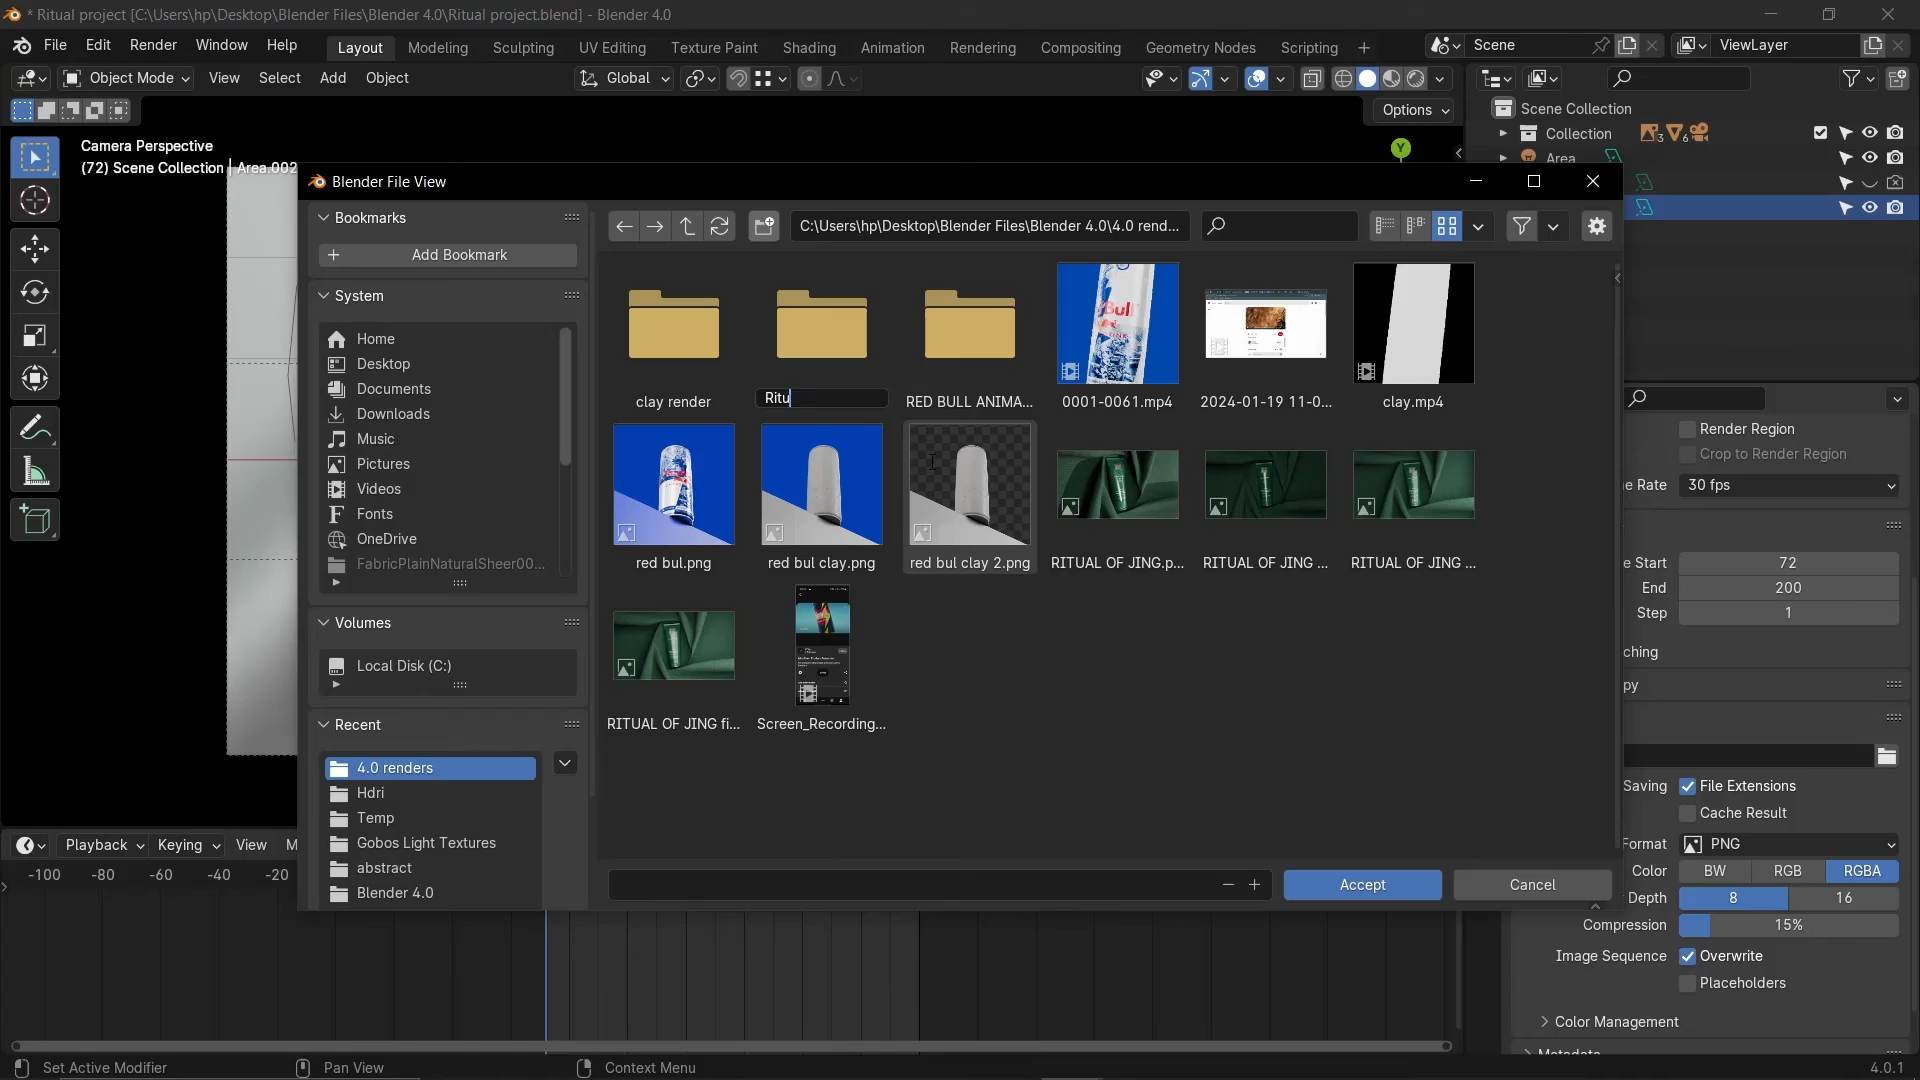 * Ritual project [C:\Users\hp\Desktop\Blender Files\Blender 4.0\Ritual project.blend] - Blender 4.0
File Edit Render Window Help Layout Modeling Sculpting UV Editing Texture Paint Shading Animation Rendering Compositing Geometry Nodes Scripting + Scene ViewLayer
Object Mode View Select Add Object Global
Options
Scene Collection
Collection 3 6
Area
Camera Perspective
(72) Scene Collection | Area.002
Y
Blender File View
Bookmarks
+ Add Bookmark
System
Home
Desktop
Documents
Downloads
Music
Pictures
Videos
Fonts
OneDrive
FabricPlainNaturalSheer00...
Volumes
Local Disk (C:)
Recent
4.0 renders
Hdri
Temp
Gobos Light Textures
abstract
Blender 4.0
C:\Users\hp\Desktop\Blender Files\Blender 4.0\4.0 rend...
clay render Ritu RED BULL ANIMA... 0001-0061.mp4 2024-01-19 11-0... clay.mp4
red bul.png red bul clay.png red bul clay 2.png RITUAL OF JING.p... RITUAL OF JING ... RITUAL OF JING ...
RITUAL OF JING fi... Screen_Recording...
Accept Cancel
Render Region
Crop to Render Region
e Rate 30 fps
e Start 72
End 200
Step 1
ching
py
Saving File Extensions
Cache Result
Format PNG
Color BW RGB RGBA
Depth 8 16
Compression 15%
Image Sequence Overwrite
Placeholders
Color Management
Playback Keying View M
-100 -80 -60 -40 -20
Set Active Modifier Pan View Context Menu 4.0.1